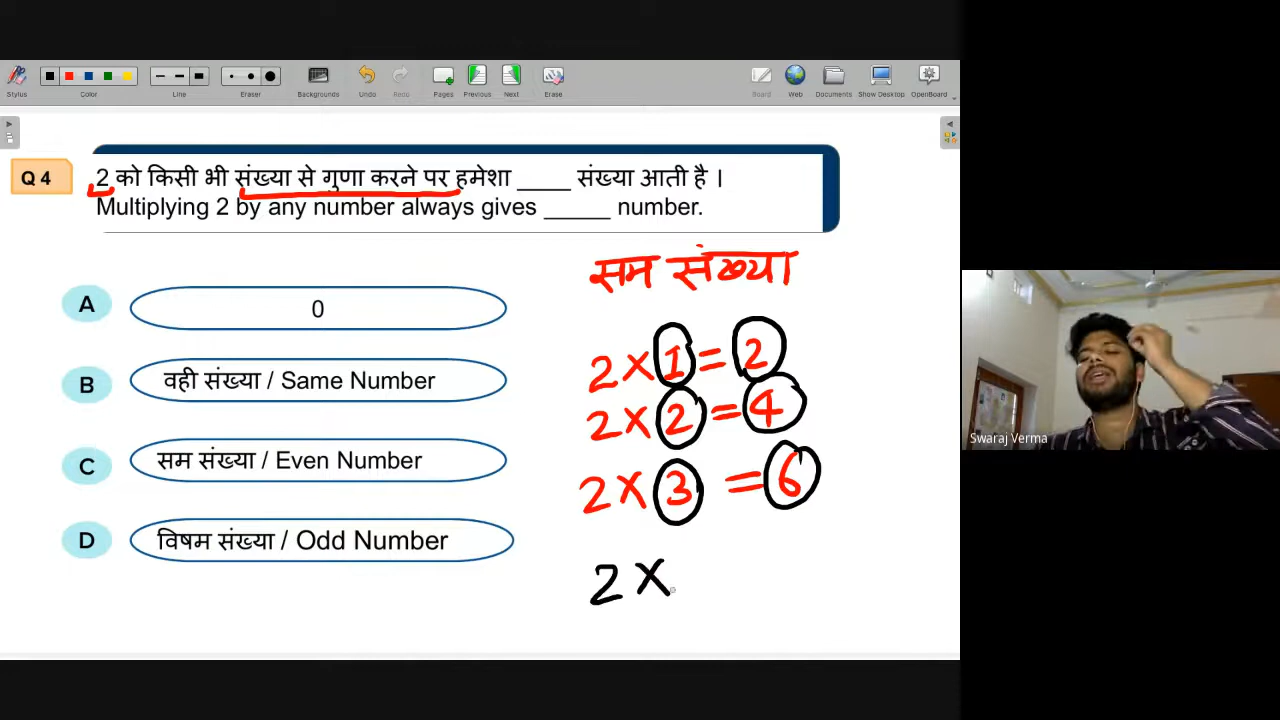 Stylus Color Line Eraser Backgrounds Undo Redo Pages Previous Next Erase Board Web Documents Show Desktop OpenBoard
Q 4
2 को किसी भी संख्या से गुणा करने पर हमेशा ____ संख्या आती है ।
Multiplying 2 by any number always gives ______ number.
सम संख्या
A 0
B वही संख्या / Same Number
C सम संख्या / Even Number
D विषम संख्या / Odd Number
2 × 1 = 2
2 × 2 = 4
2 × 3 = 6
2 ×
Swaraj Verma